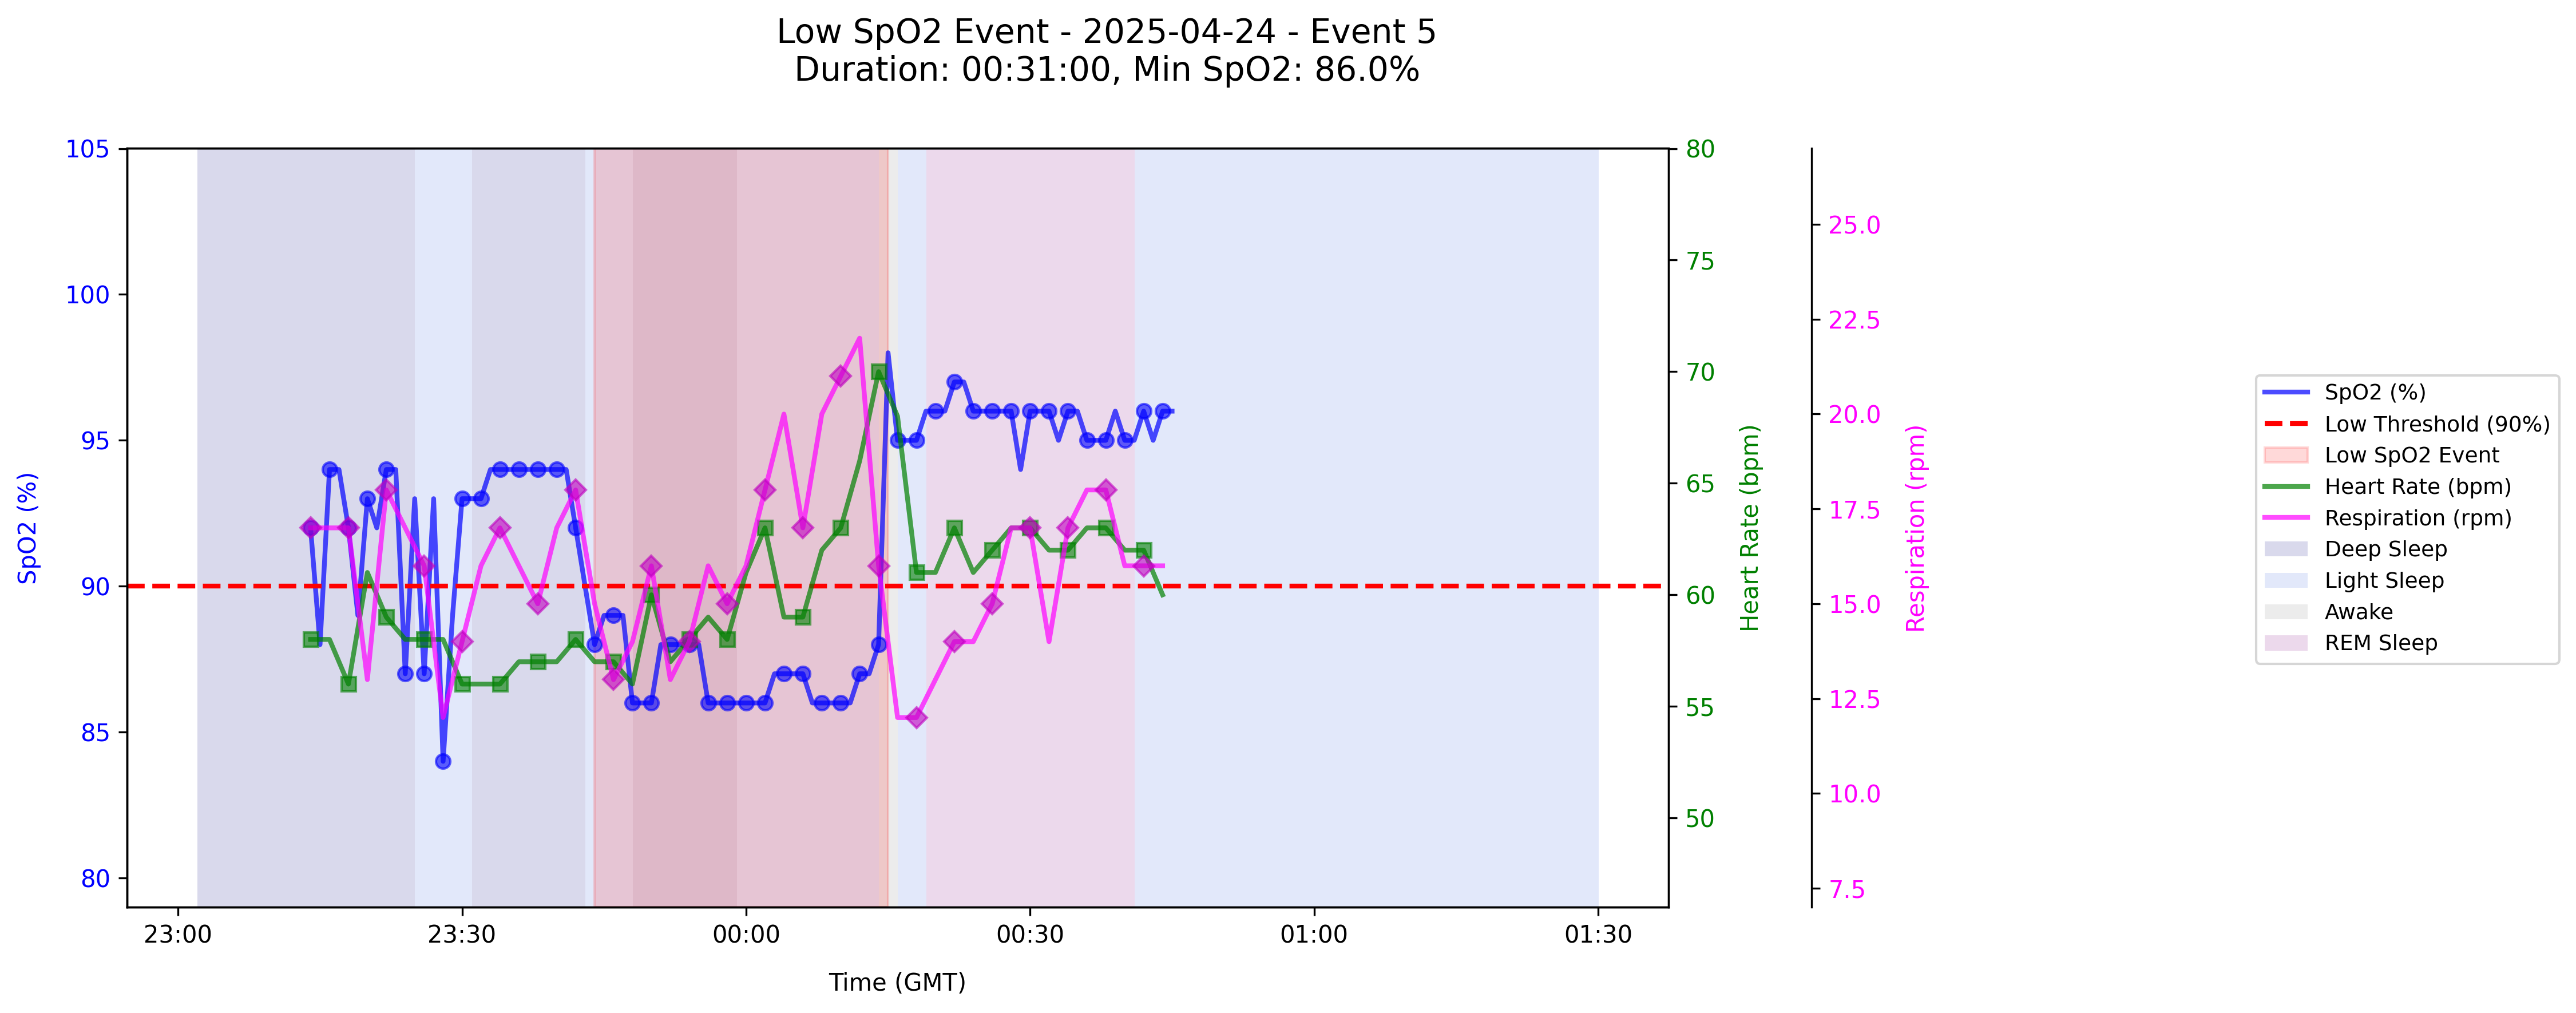 Low SpO2 Event - 2025-04-24 - Event 5
Duration: 00:31:00, Min SpO2: 86.0%
SpO2 (%)
105
100
95
90
85
80
80
75
70
65
60
55
50
Heart Rate (bpm)
25.0
22.5
20.0
17.5
15.0
12.5
10.0
7.5
Respiration (rpm)
23:00
23:30
00:00
00:30
01:00
01:30
Time (GMT)
SpO2 (%)
Low Threshold (90%)
Low SpO2 Event
Heart Rate (bpm)
Respiration (rpm)
Deep Sleep
Light Sleep
Awake
REM Sleep